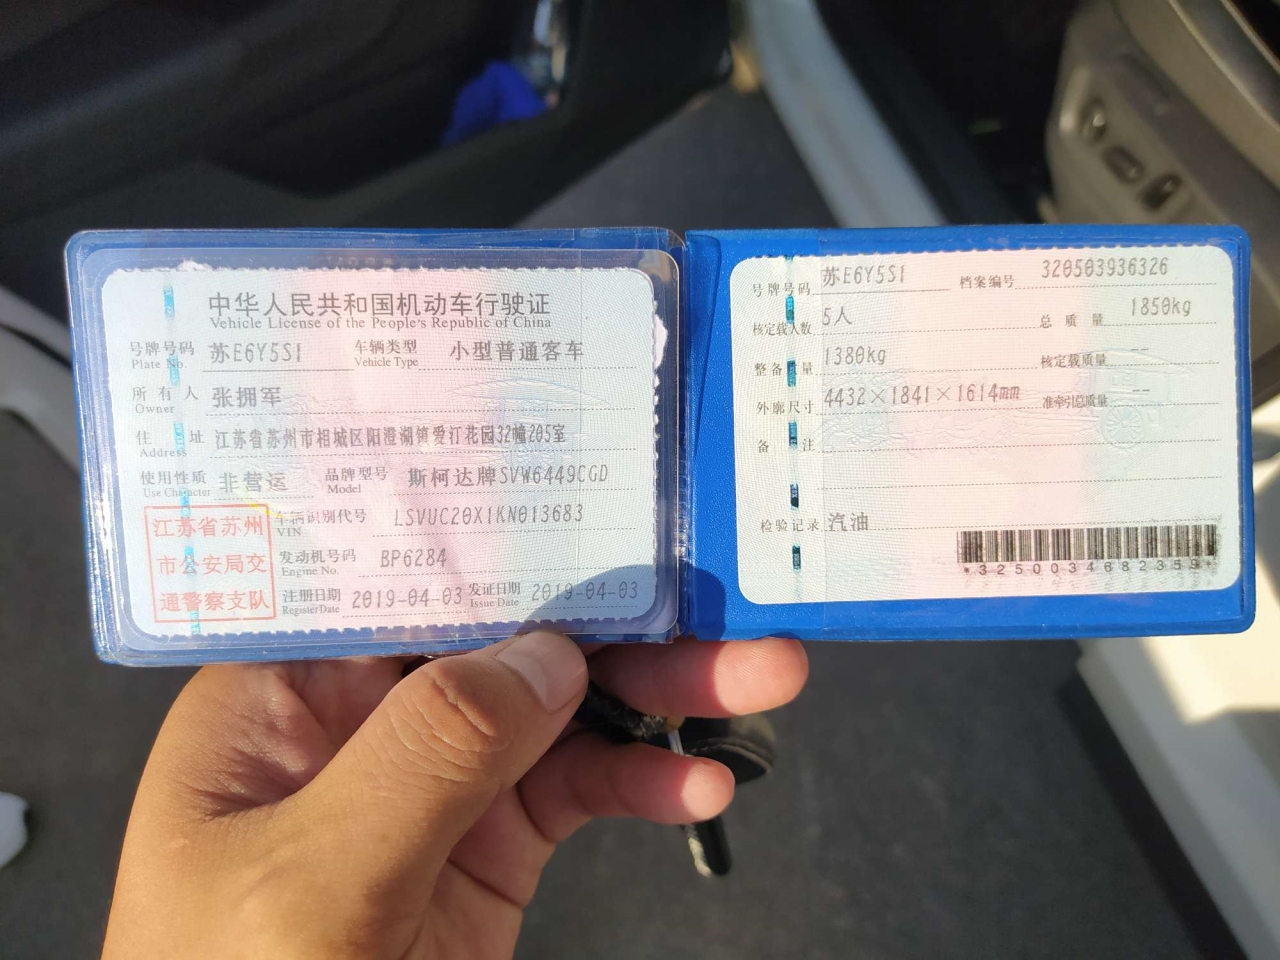 中华人民共和国机动车行驶证
Vehicle License of the People's Republic of China
号牌号码 苏E6Y5S1 车辆类型 小型普通客车
Plate No. Vehicle Type
所有人 张拥军
Owner
住址 江苏省苏州市相城区阳澄湖镇爱汀花园32幢205室
Address
使用性质 非营运 品牌型号 斯柯达牌SVW6449CGD
Use Character Model
江苏省苏州
市公安局交
通警察支队
车辆识别代号 LSVUC20X1KN013683
VIN
发动机号码 BP6284
Engine No.
注册日期 2019-04-03 发证日期 2019-04-03
Register Date Issue Date
号牌号码 苏E6Y5S1 档案编号 320503936326
核定载人数 5人 总质量 1850kg
整备质量 1380kg 核定载质量 --
外廓尺寸 4432×1841×1614mm 准牵引总质量 --
备注
检验记录 汽油
*3250034682359*